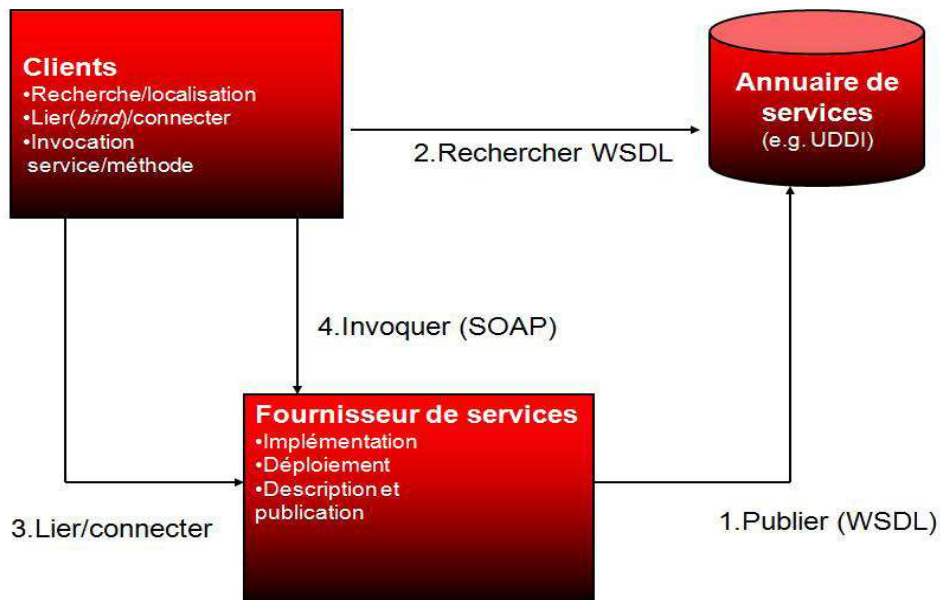 Clients
•Recherche/localisation
•Lier(bind)/connecter
•Invocation
service/méthode
Annuaire de
services
(e.g. UDDI)
2.Rechercher WSDL
4.Invoquer (SOAP)
Fournisseur de services
•Implémentation
•Déploiement
•Description et
publication
3.Lier/connecter
1.Publier (WSDL)